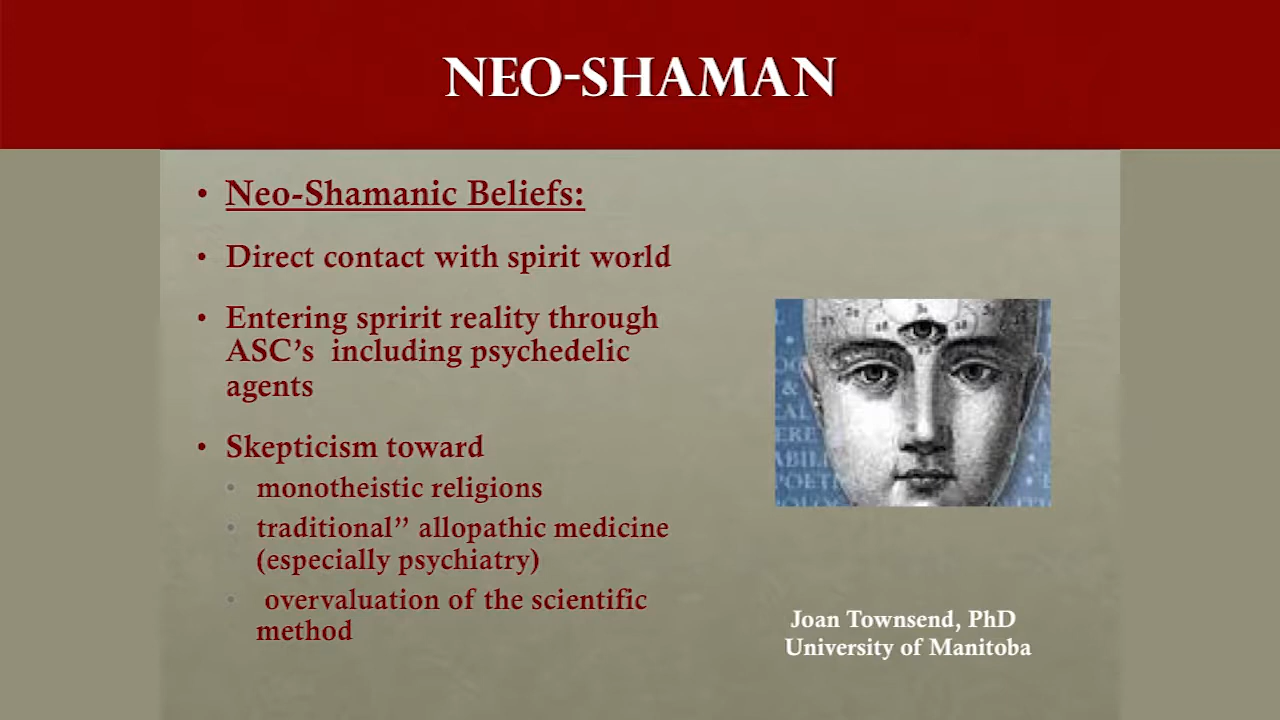 NEO-SHAMAN
• Neo-Shamanic Beliefs:
• Direct contact with spirit world
• Entering spririt reality through
ASC’s including psychedelic
agents
• Skepticism toward
• monotheistic religions
• traditional” allopathic medicine
(especially psychiatry)
• overvaluation of the scientific
method
Joan Townsend, PhD
University of Manitoba